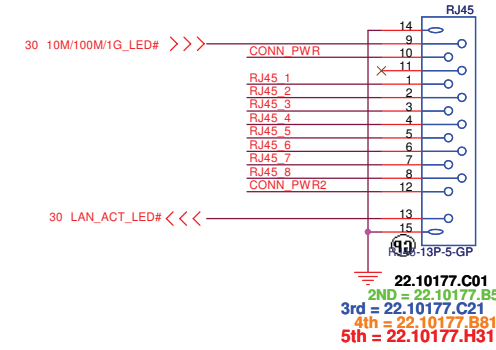 RJ45
14
30 10M/100M/1G_LED# 9
CONN_PWR 10
11
RJ45_1 1
RJ45_2 2
RJ45_3 3
RJ45_4 4
RJ45_5 5
RJ45_6 6
RJ45_7 7
RJ45_8 8
CONN_PWR2 12
30 LAN_ACT_LED# 13
15
RJ45-13P-5-GP
22.10177.C01
2ND = 22.10177.B5
3rd = 22.10177.C21
4th = 22.10177.B81
5th = 22.10177.H31